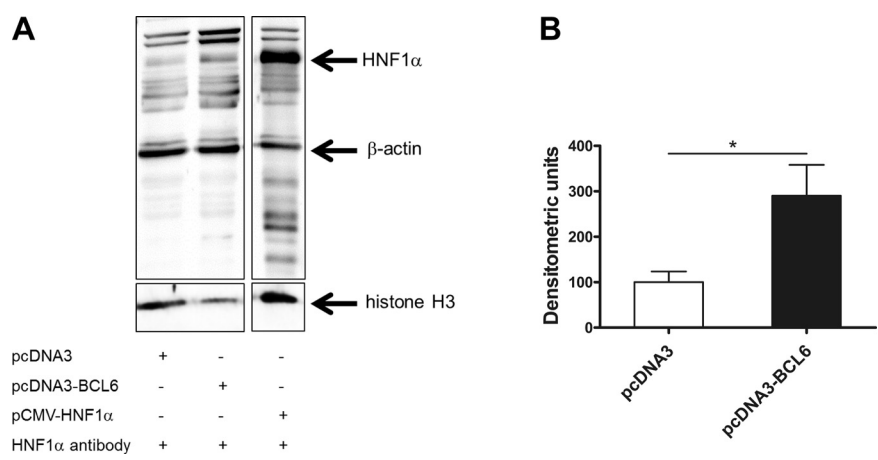 A
HNF1α
β-actin
histone H3
pcDNA3 + - -
pcDNA3-BCL6 - + -
pCMV-HNF1α - - +
HNF1α antibody + + +
B
*
Densitometric units
400
300
200
100
0
pcDNA3
pcDNA3-BCL6